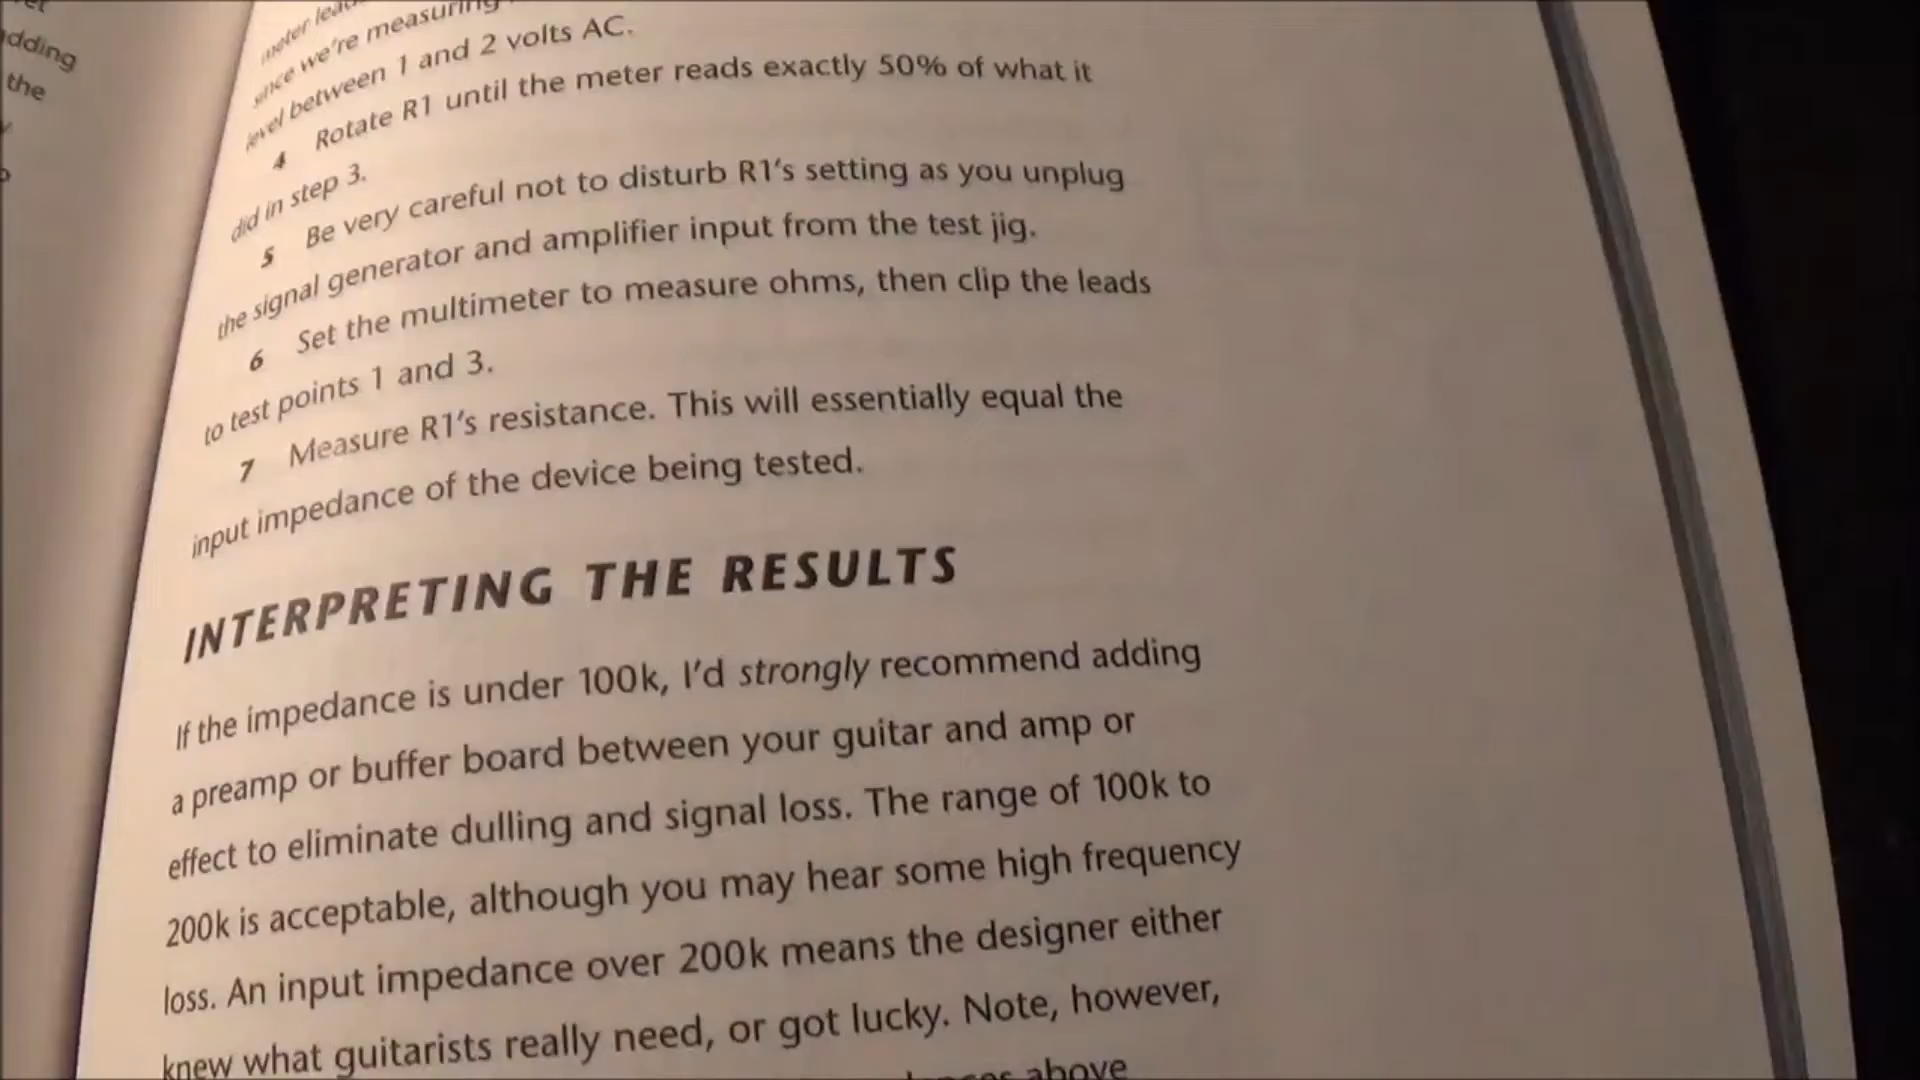 dding
the
meter
since we're measuring
level between 1 and 2 volts AC.
4 Rotate R1 until the meter reads exactly 50% of what it
did in step 3.
5 Be very careful not to disturb R1's setting as you unplug
the signal generator and amplifier input from the test jig.
6 Set the multimeter to measure ohms, then clip the leads
to test points 1 and 3.
7 Measure R1's resistance. This will essentially equal the
input impedance of the device being tested.
INTERPRETING THE RESULTS
If the impedance is under 100k, I'd strongly recommend adding
a preamp or buffer board between your guitar and amp or
effect to eliminate dulling and signal loss. The range of 100k to
200k is acceptable, although you may hear some high frequency
loss. An input impedance over 200k means the designer either
knew what guitarists really need, or got lucky. Note, however,
above